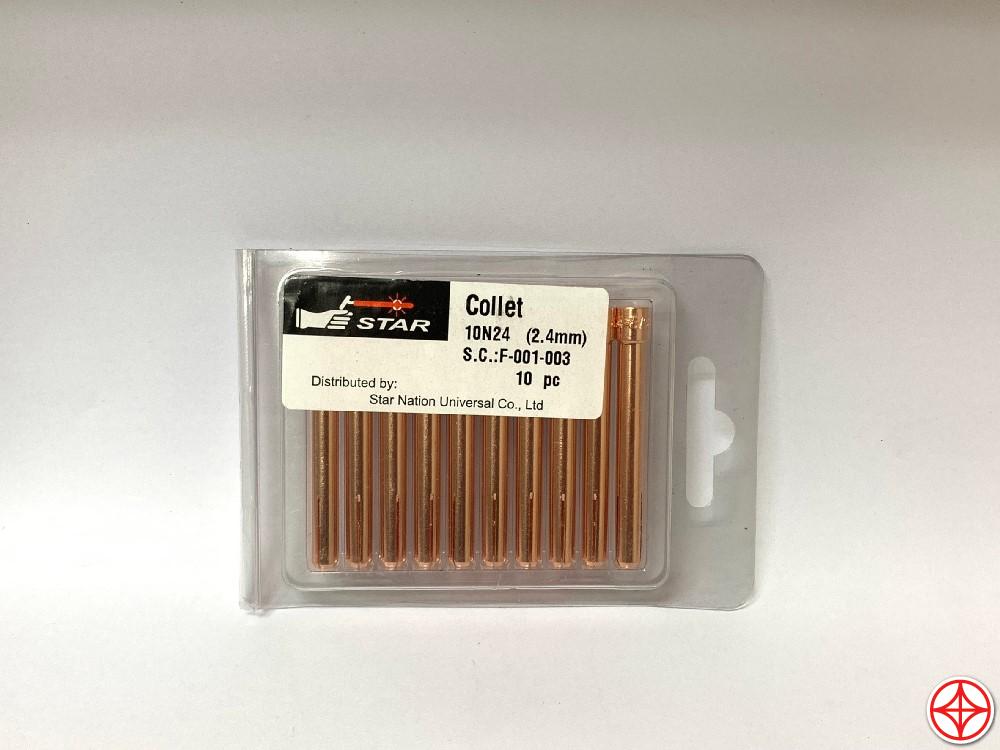 STAR
Collet
10N24 (2.4mm)
S.C.:F-001-003
10 pc
Distributed by:
Star Nation Universal Co., Ltd